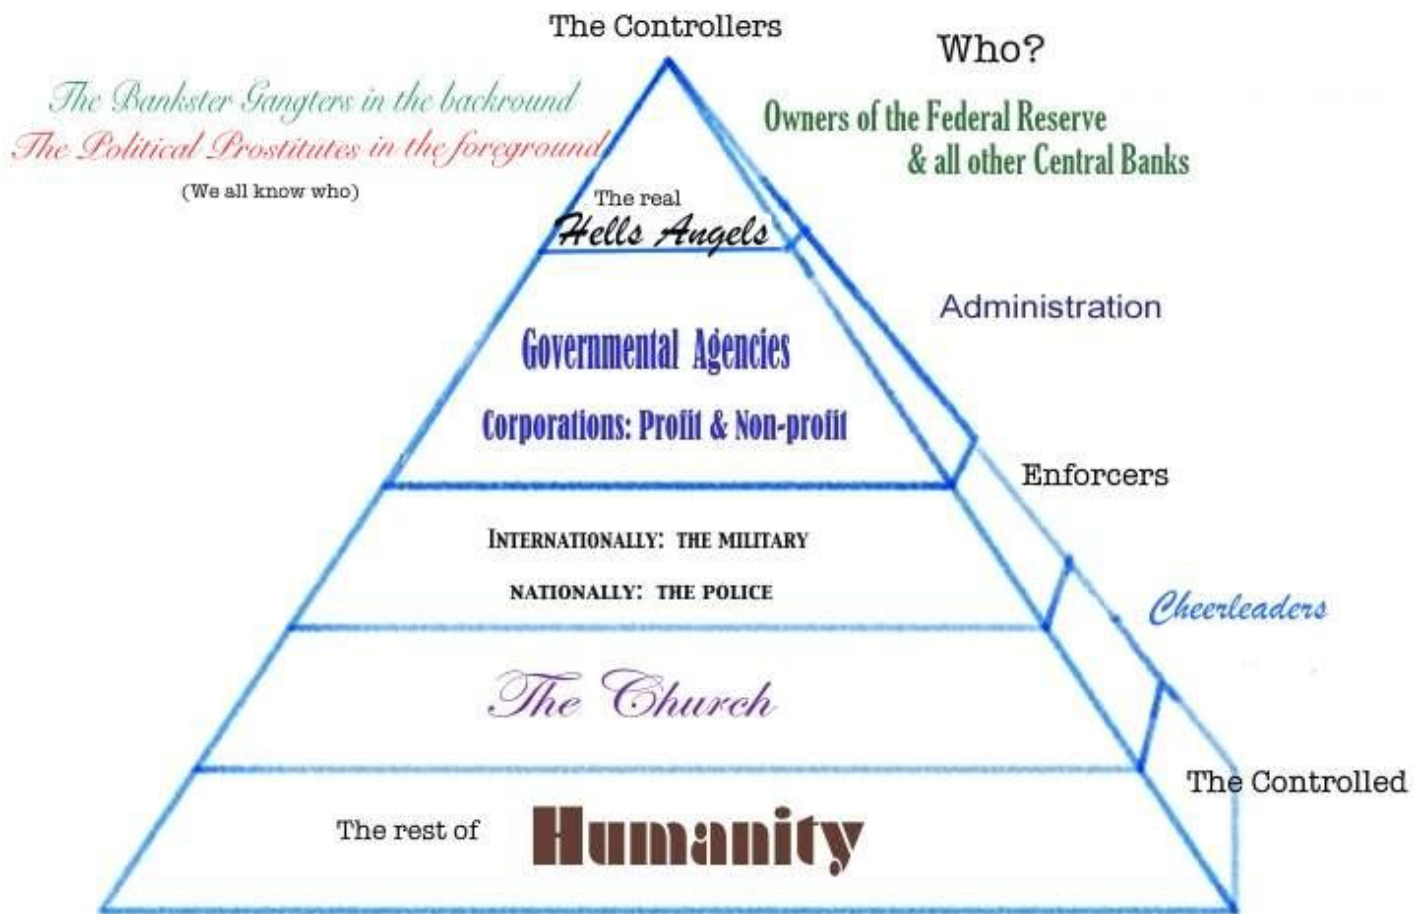 The Controllers
Who?
The Bankster Gangters in the backround
The Political Prostitutes in the foreground
(We all know who)
Owners of the Federal Reserve
& all other Central Banks
The real
Hells Angels
Administration
Governmental Agencies
Corporations: Profit & Non-profit
Enforcers
INTERNATIONALLY: THE MILITARY
NATIONALLY: THE POLICE
Cheerleaders
The Church
The Controlled
The rest of Humanity